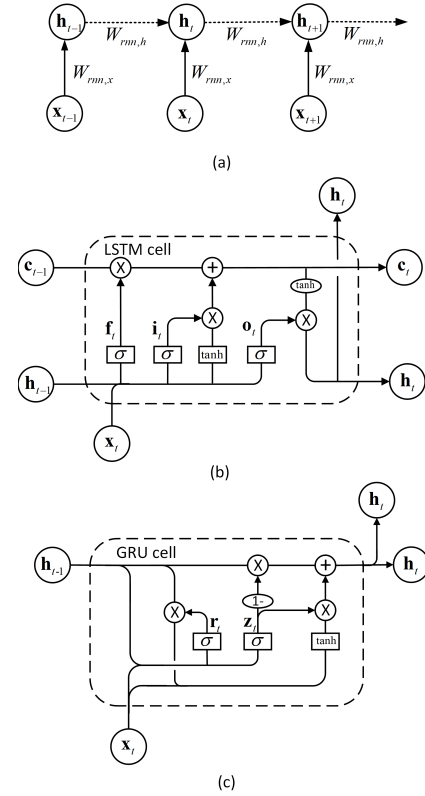 h_{t-1} h_t h_{t+1}
W_{rnn,h} W_{rnn,h} W_{rnn,h}
W_{rnn,x} W_{rnn,x} W_{rnn,x}
x_{t-1} x_t x_{t+1}
(a)
h_t
LSTM cell
c_{t-1} X + c_t
tanh
f_t i_t X o_t X
σ σ tanh σ
h_{t-1} h_t
x_t
(b)
h_t
GRU cell
h_{t-1} X + h_t
1-
X r_t z_t X
σ σ tanh
x_t
(c)